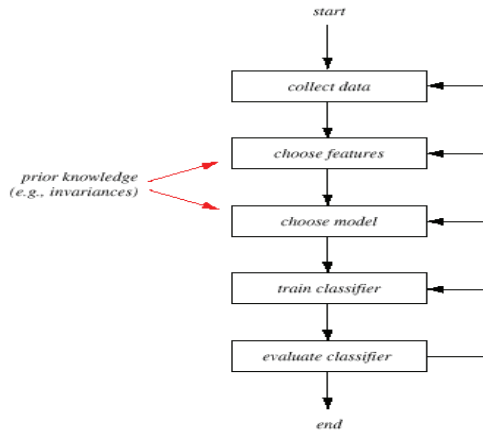 start
collect data
choose features
prior knowledge
(e.g., invariances)
choose model
train classifier
evaluate classifier
end